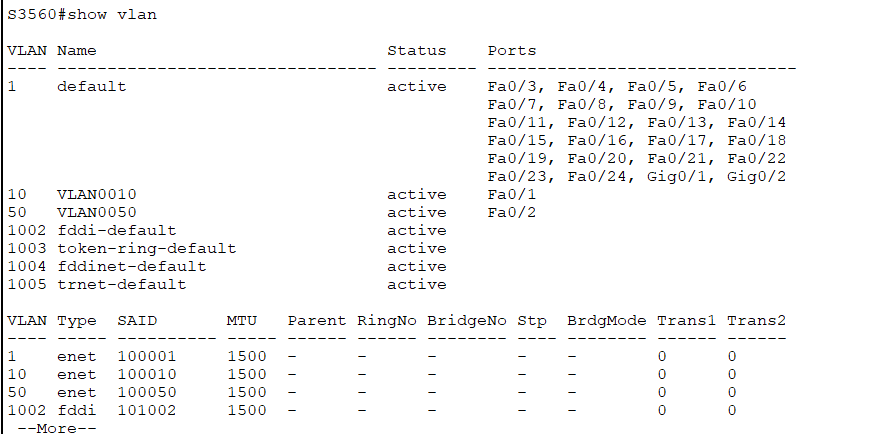 S3560#show vlan
VLAN Name                             Status    Ports
---- -------------------------------- --------- -------------------------------
1    default                          active    Fa0/3, Fa0/4, Fa0/5, Fa0/6
                                                Fa0/7, Fa0/8, Fa0/9, Fa0/10
                                                Fa0/11, Fa0/12, Fa0/13, Fa0/14
                                                Fa0/15, Fa0/16, Fa0/17, Fa0/18
                                                Fa0/19, Fa0/20, Fa0/21, Fa0/22
                                                Fa0/23, Fa0/24, Gig0/1, Gig0/2
10   VLAN0010                         active    Fa0/1
50   VLAN0050                         active    Fa0/2
1002 fddi-default                     active
1003 token-ring-default               active
1004 fddinet-default                  active
1005 trnet-default                    active
VLAN Type  SAID       MTU   Parent RingNo BridgeNo Stp  BrdgMode Trans1 Trans2
---- ----- ---------- ----- ------ ------ -------- ---- -------- ------ ------
1    enet  100001     1500  -      -      -        -    -        0      0
10   enet  100010     1500  -      -      -        -    -        0      0
50   enet  100050     1500  -      -      -        -    -        0      0
1002 fddi  101002     1500  -      -      -        -    -        0      0
 --More--